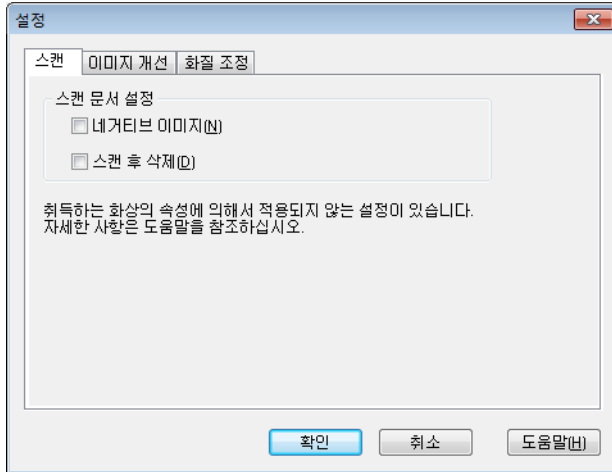 설정
스캔 이미지 개선 화질 조정
스캔 문서 설정
네거티브 이미지(N)
스캔 후 삭제(D)
취득하는 화상의 속성에 의해서 적용되지 않는 설정이 있습니다.
자세한 사항은 도움말을 참조하십시오.
확인 취소 도움말(H)